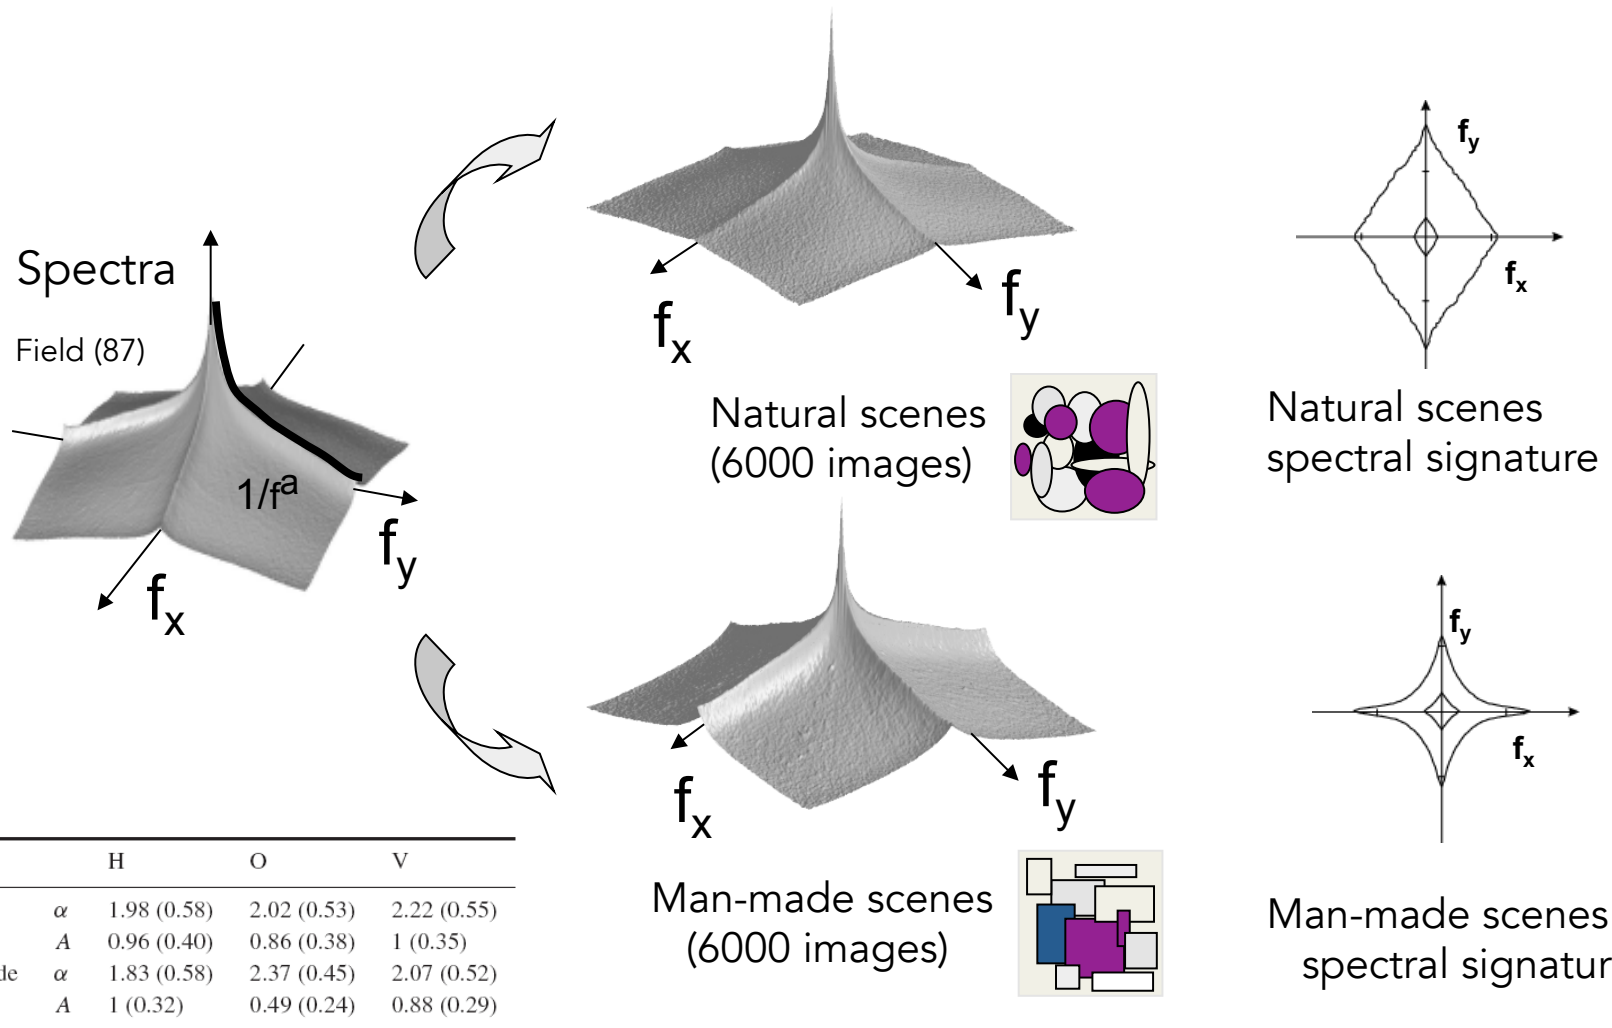 Spectra
Field (87)
1/f^a
f_y
f_x
f_x
f_y
Natural scenes
(6000 images)
f_y
f_x
Natural scenes
spectral signature
f_x
f_y
Man-made scenes
(6000 images)
f_y
f_x
Man-made scenes
spectral signatur
H O V
α 1.98 (0.58) 2.02 (0.53) 2.22 (0.55)
A 0.96 (0.40) 0.86 (0.38) 1 (0.35)
de α 1.83 (0.58) 2.37 (0.45) 2.07 (0.52)
A 1 (0.32) 0.49 (0.24) 0.88 (0.29)